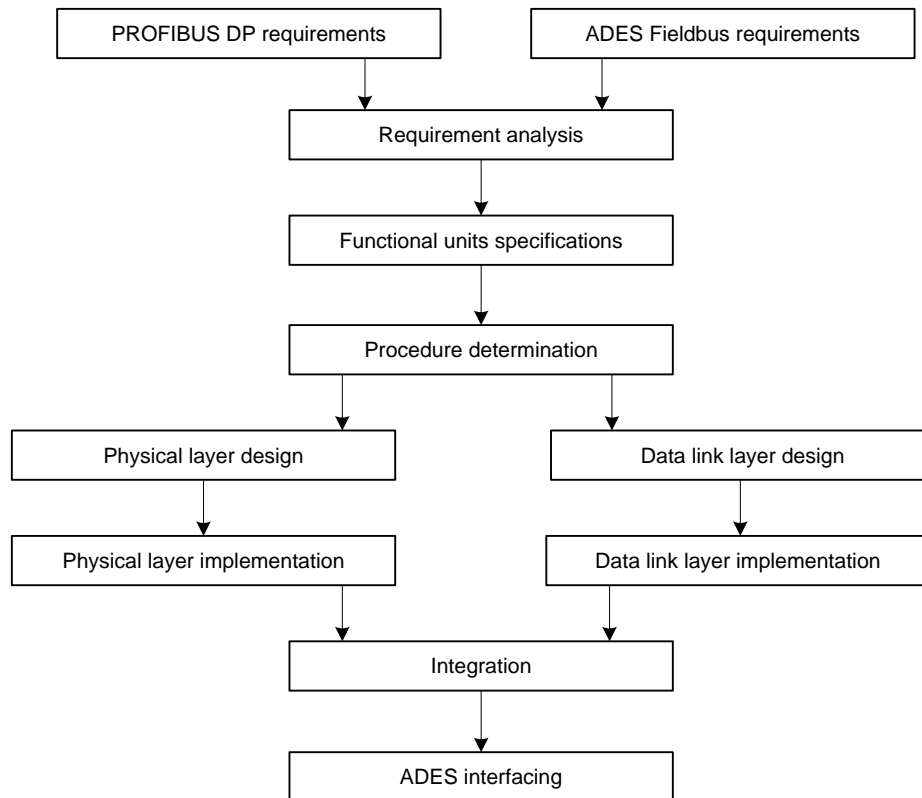 PROFIBUS DP requirements
ADES Fieldbus requirements
Requirement analysis
Functional units specifications
Procedure determination
Physical layer design
Data link layer design
Physical layer implementation
Data link layer implementation
Integration
ADES interfacing